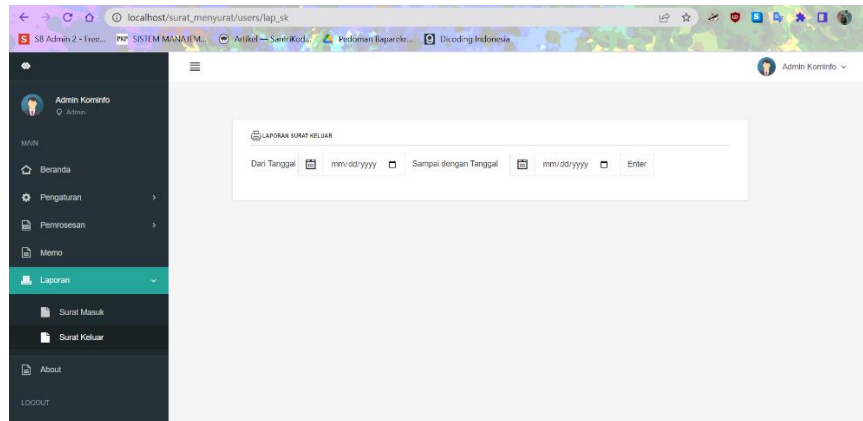 localhost/surat_menyurat/users/lap_sk
S SB Admin 2 - Free... PKP SISTEM MANAJEM... Artikel — SantriKod... Pedoman Baparekr... Dicoding Indonesia
Admin Kominfo
Admin Kominfo
Admin
MAIN
LAPORAN SURAT KELUAR
Dari Tanggal mm/dd/yyyy Sampai dengan Tanggal mm/dd/yyyy Enter
Beranda
Pengaturan
Pemrosesan
Memo
Laporan
Surat Masuk
Surat Keluar
About
LOGOUT